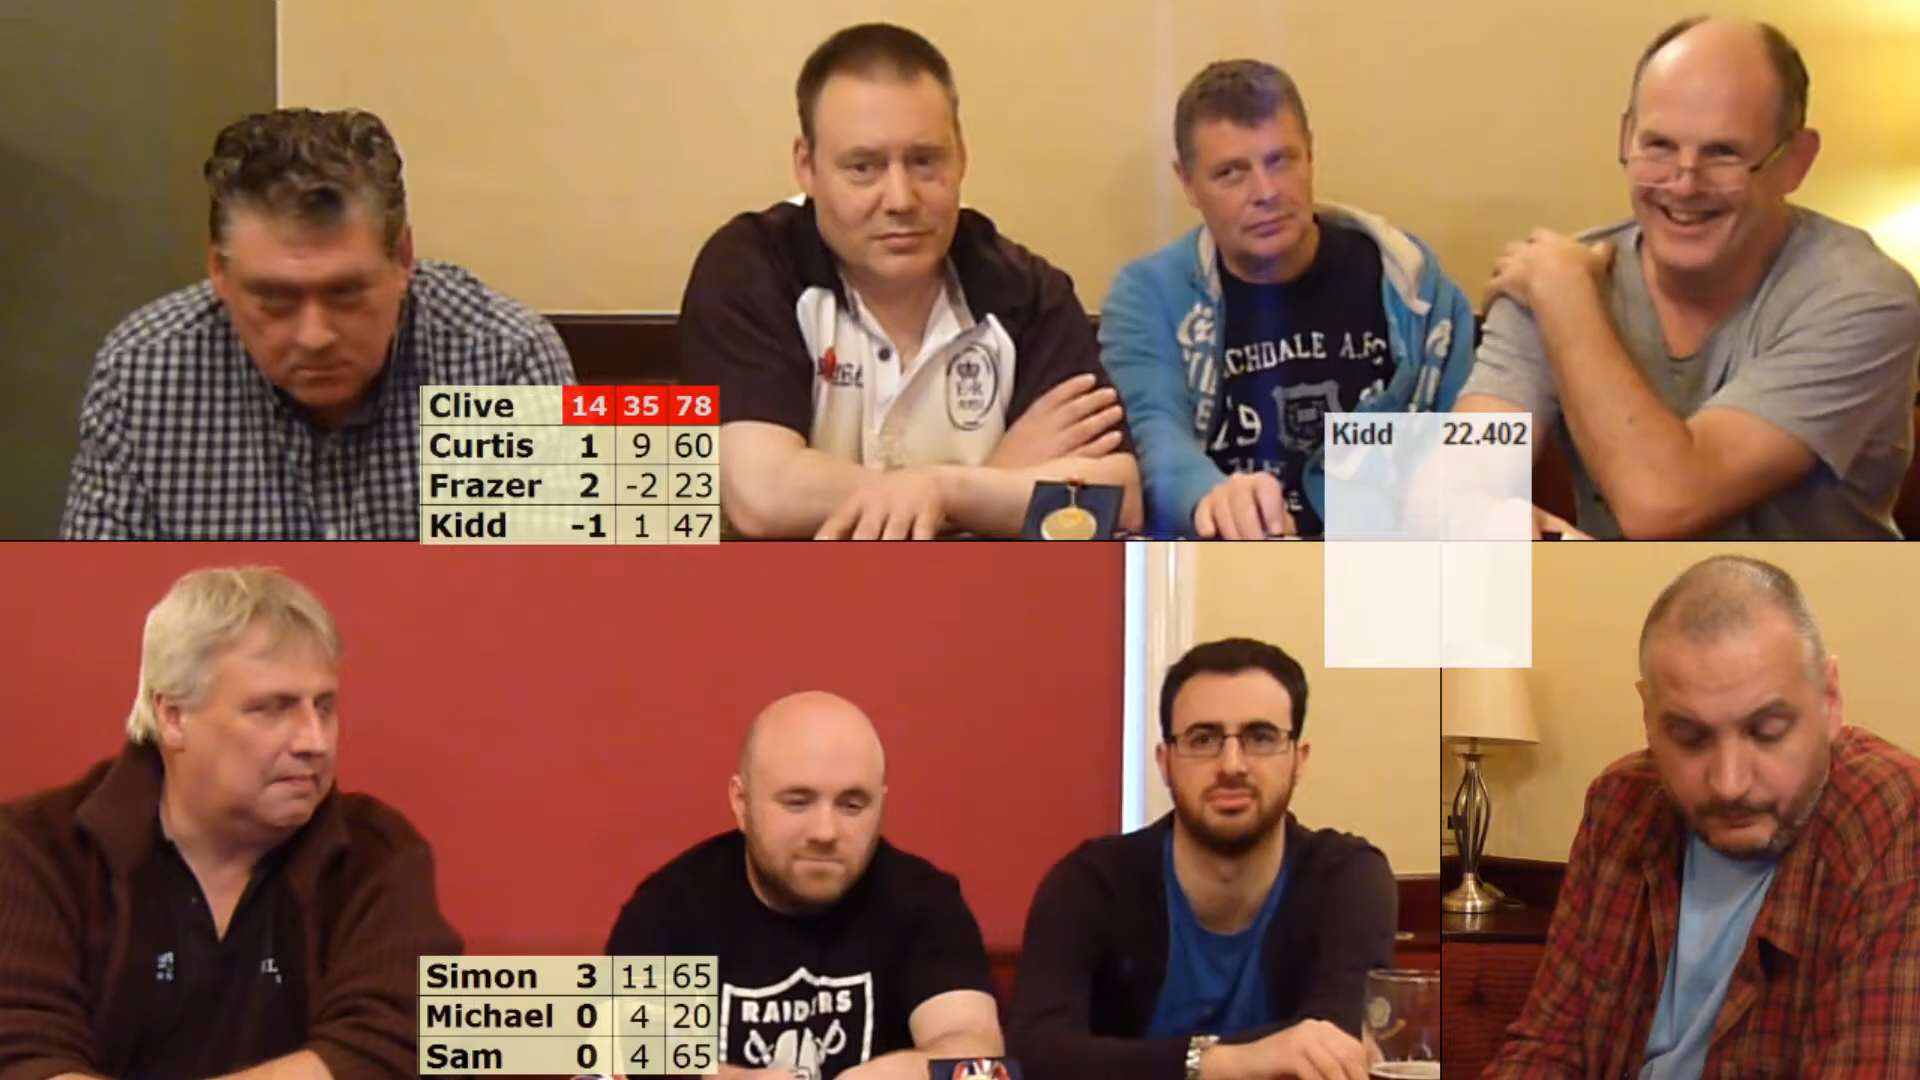 Clive 14 35 78
Curtis 1 9 60
Frazer 2 -2 23
Kidd -1 1 47
CHDALE A.F.C
Kidd 22.402
Simon 3 11 65
Michael 0 4 20
Sam 0 4 65
RAIDERS